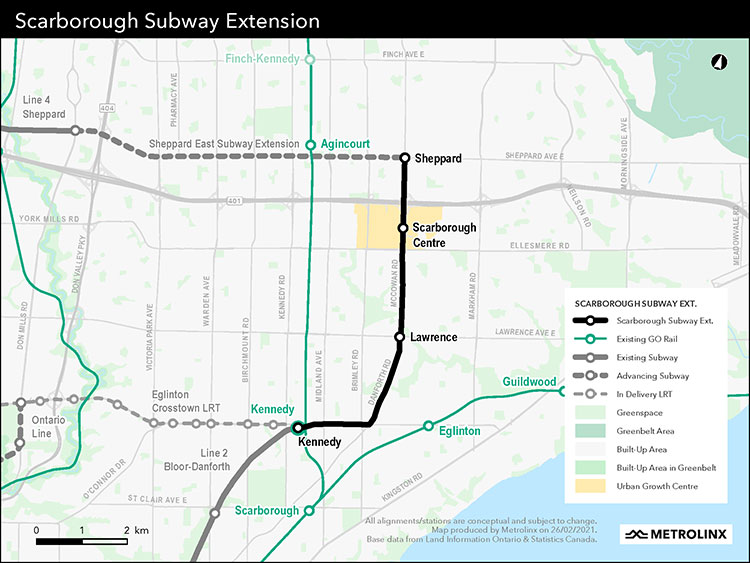 Scarborough Subway Extension
Finch-Kennedy
FINCH AVE E
Line 4
Sheppard
404
PHARMACY AVE
Sheppard East Subway Extension
Agincourt
Sheppard
SHEPPARD AVE E
MORNINGSIDE AVE
NEILSON RD
MEADOWVALE RD
401
YORK MILLS RD
Scarborough
Centre
ELLESMERE RD
DON VALLEY PKY
DON MILLS RD
VICTORIA PARK AVE
WARDEN AVE
BIRCHMOUNT RD
KENNEDY RD
MIDLAND AVE
BRIMLEY RD
MCCOWAN RD
DANFORTH RD
MARKHAM RD
Lawrence
LAWRENCE AVE E
Guildwood
Eglinton
Crosstown LRT
Kennedy
Kennedy
Ontario
Line
Eglinton
Line 2
Bloor-Danforth
O'CONNOR DR
ST CLAIR AVE E
KINGSTON RD
Scarborough
SCARBOROUGH SUBWAY EXT.
Scarborough Subway Ext.
Existing GO Rail
Existing Subway
Advancing Subway
In Delivery LRT
Greenspace
Greenbelt Area
Built-Up Area
Built-Up Area in Greenbelt
Urban Growth Centre
0 1 2 km
All alignments/stations are conceptual and subject to change.
Map produced by Metrolinx on 26/02/2021.
Base data from Land Information Ontario & Statistics Canada.
METROLINX